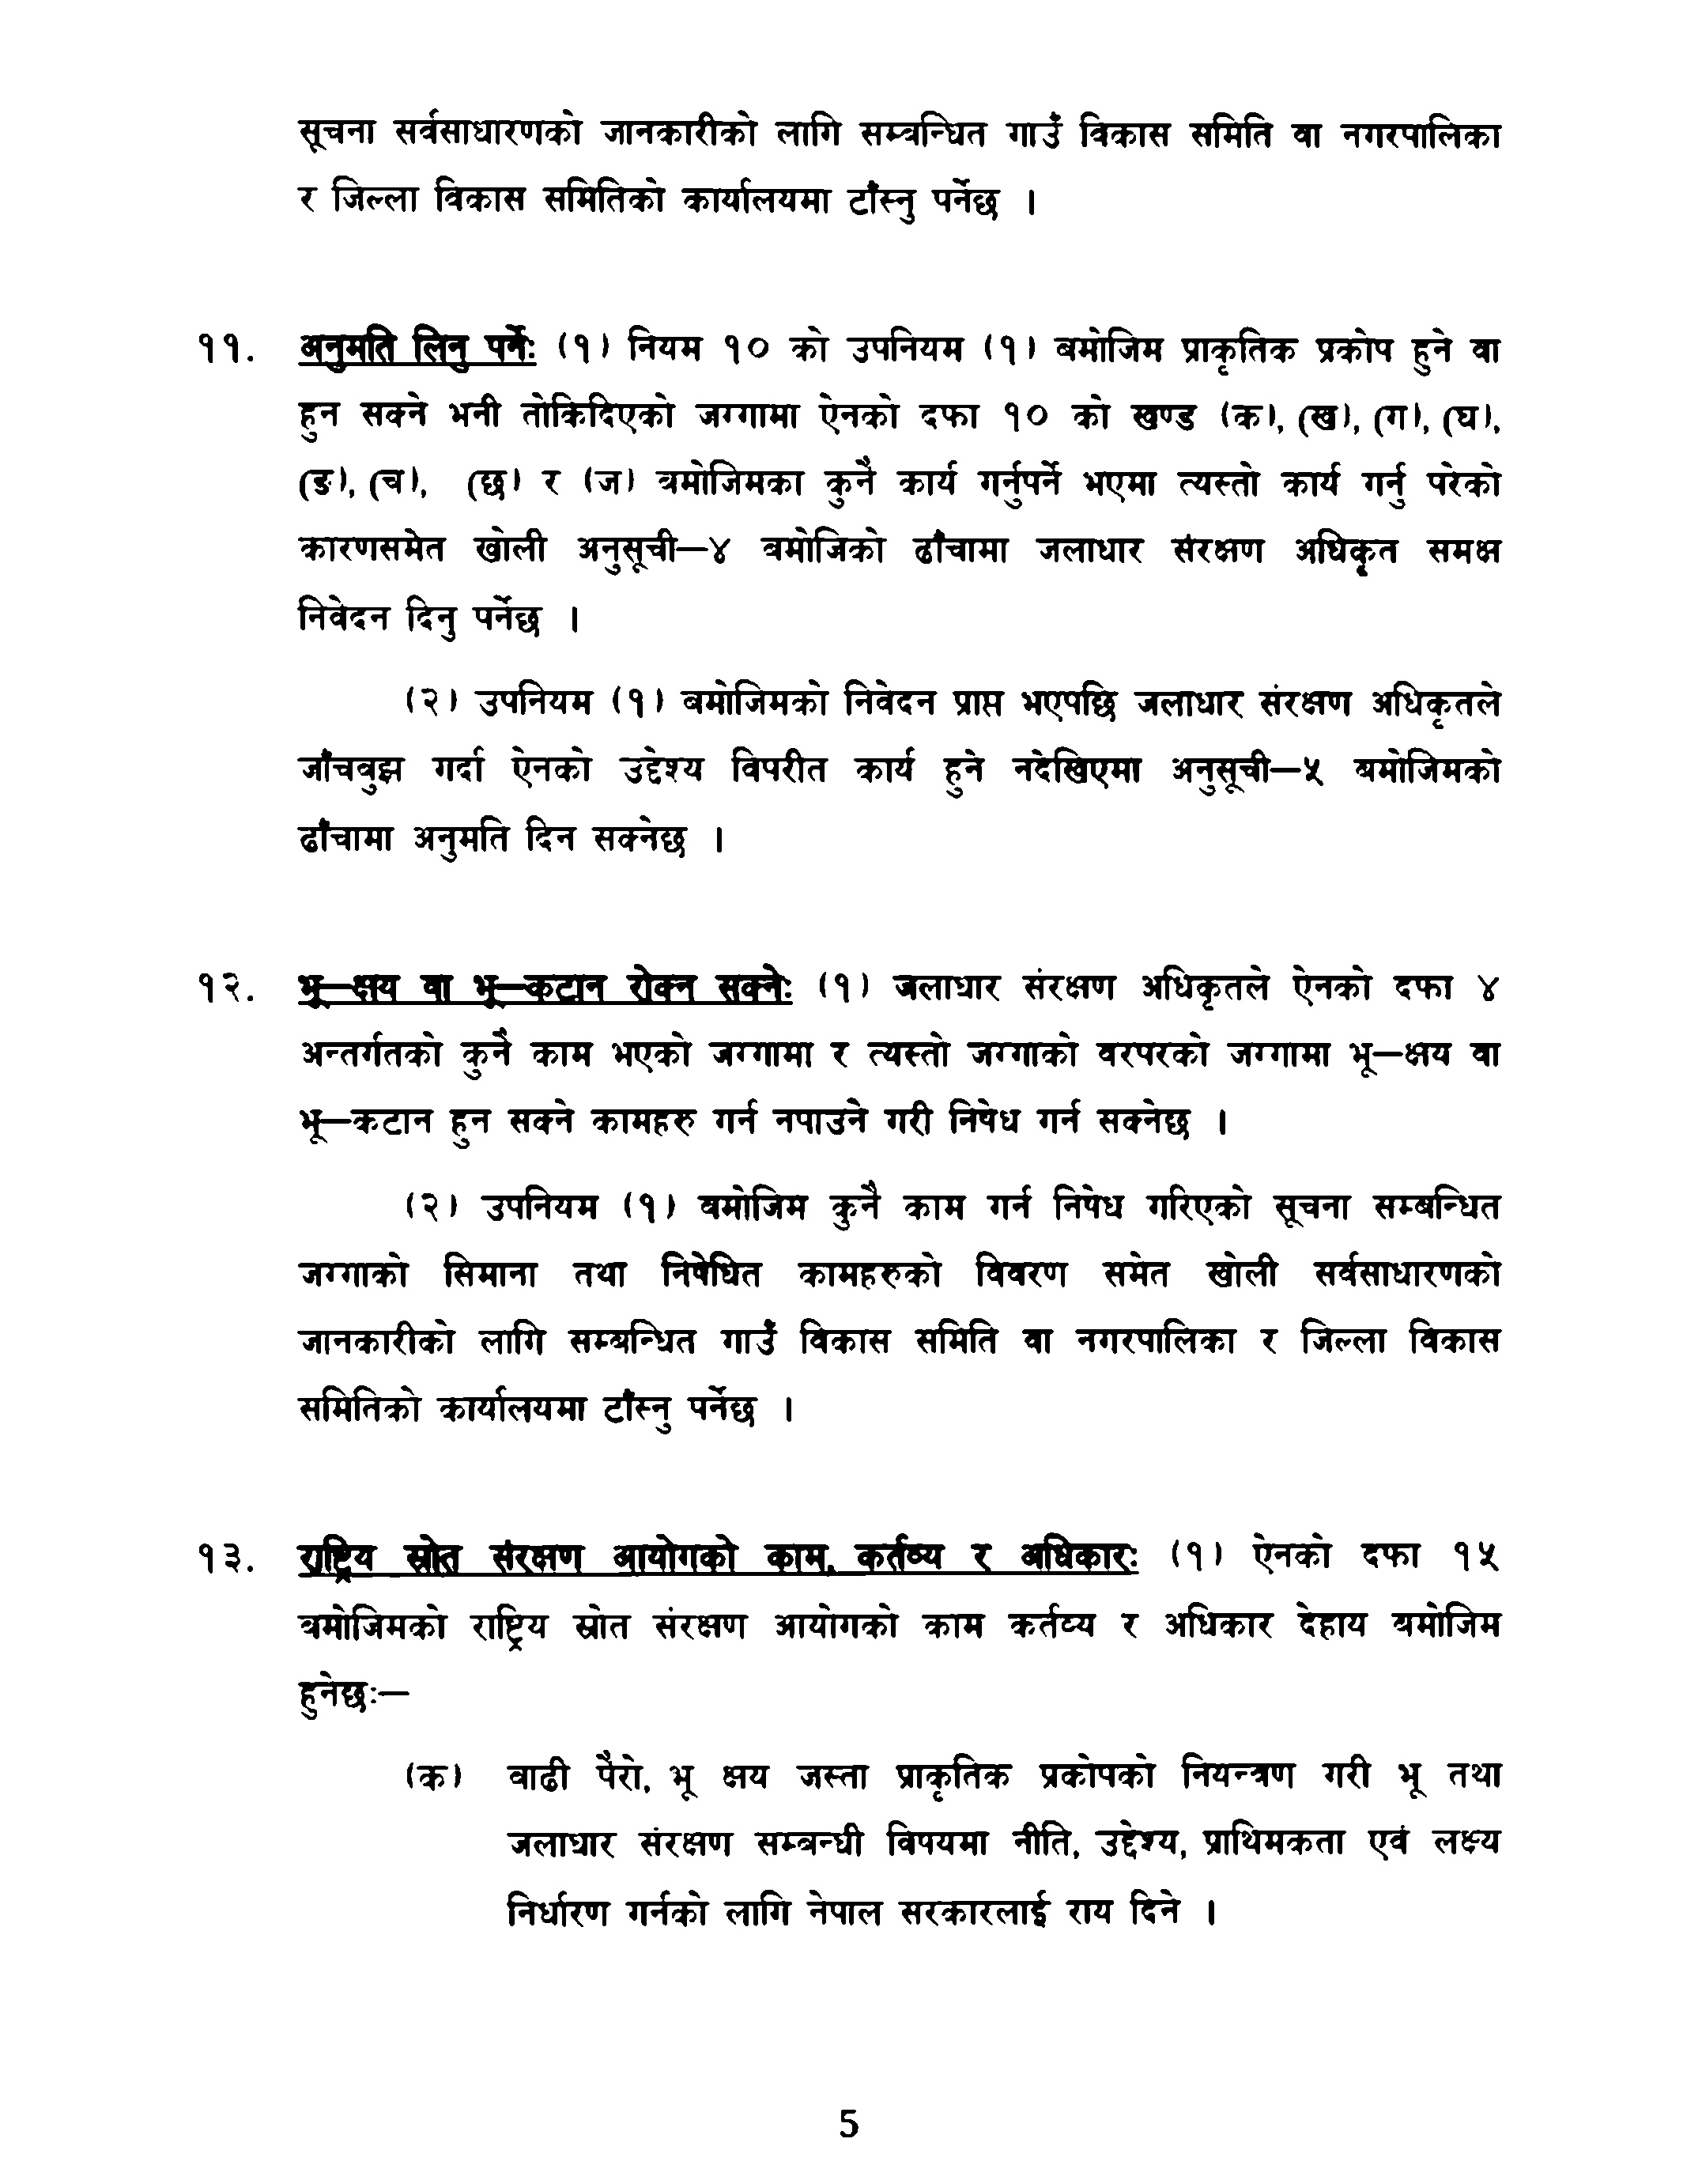 सूचना सर्वसाधारणको जानकारीको लागि सम्बन्धित गाउँ विकास समिति वा नगरपालिका
र जिल्ला विकास समितिको कार्यालयमा टाँस्नु पर्नेछ ।
११. अनुमति लिनु पर्नेः (१) नियम १० को उपनियम (१) बमोजिम प्राकृतिक प्रकोप हुने वा
हुन सक्ने भनी तोकिदिएको जग्गामा ऐनको दफा १० को खण्ड (क), (ख), (ग), (घ),
(ङ), (च), (छ) र (ज) बमोजिमका कुनै कार्य गर्नुपर्ने भएमा त्यस्तो कार्य गर्नु परेको
कारणसमेत खोली अनुसूची–४ बमोजिको ढाँचामा जलाधार संरक्षण अधिकृत समक्ष
निवेदन दिनु पर्नेछ ।
(२) उपनियम (१) बमोजिमको निवेदन प्राप्त भएपछि जलाधार संरक्षण अधिकृतले
जाँचवुझ गर्दा ऐनको उद्देश्य विपरीत कार्य हुने नदेखिएमा अनुसूची–५ बमोजिमको
ढाँचामा अनुमति दिन सक्नेछ ।
१२. भू–क्षय वा भू–कटान रोक्न सक्नेः (१) जलाधार संरक्षण अधिकृतले ऐनको दफा ४
अन्तर्गतको कुनै काम भएको जग्गामा र त्यस्तो जग्गाको वरपरको जग्गामा भू–क्षय वा
भू–कटान हुन सक्ने कामहरु गर्न नपाउने गरी निषेध गर्न सक्नेछ ।
(२) उपनियम (१) बमोजिम कुनै काम गर्न निषेध गरिएको सूचना सम्बन्धित
जग्गाको सिमाना तथा निषेधित कामहरुको विवरण समेत खोली सर्वसाधारणको
जानकारीको लागि सम्बन्धित गाउँ विकास समिति वा नगरपालिका र जिल्ला विकास
समितिको कार्यालयमा टाँस्नु पर्नेछ ।
१३. राष्ट्रिय स्रोत संरक्षण आयोगको काम, कर्तव्य र अधिकारः (१) ऐनको दफा १५
बमोजिमको राष्ट्रिय स्रोत संरक्षण आयोगको काम कर्तव्य र अधिकार देहाय बमोजिम
हुनेछः–
(क) वाढी पैरो, भू क्षय जस्ता प्राकृतिक प्रकोपको नियन्त्रण गरी भू तथा
जलाधार संरक्षण सम्बन्धी विषयमा नीति, उद्देश्य, प्राथिमकता एवं लक्ष्य
निर्धारण गर्नको लागि नेपाल सरकारलाई राय दिने ।
5